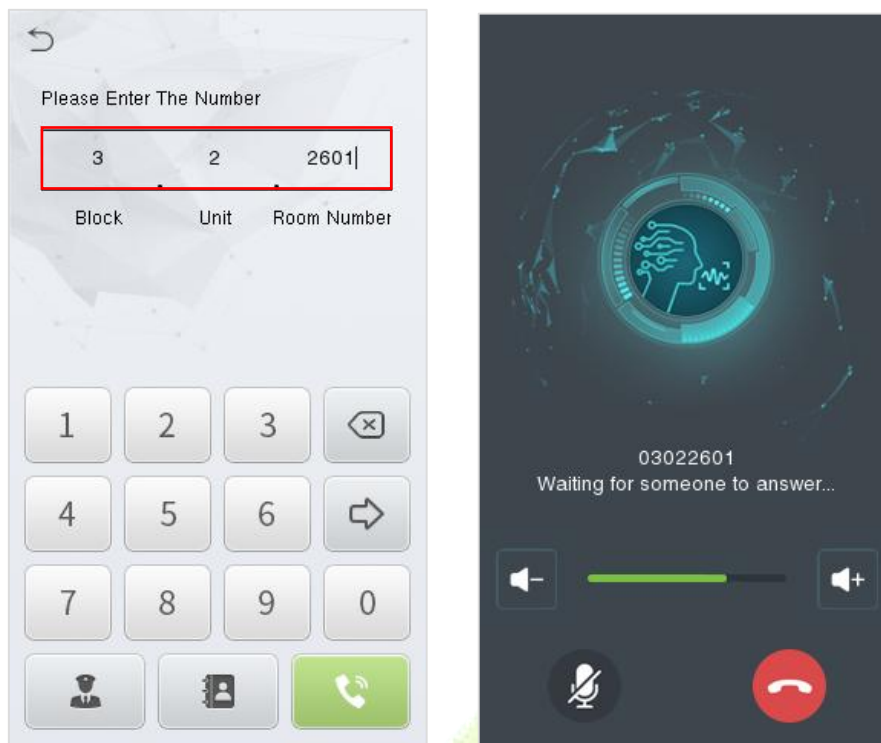 Please Enter The Number
3 2 2601
Block Unit Room Number
1 2 3
4 5 6
7 8 9 0
03022601
Waiting for someone to answer...